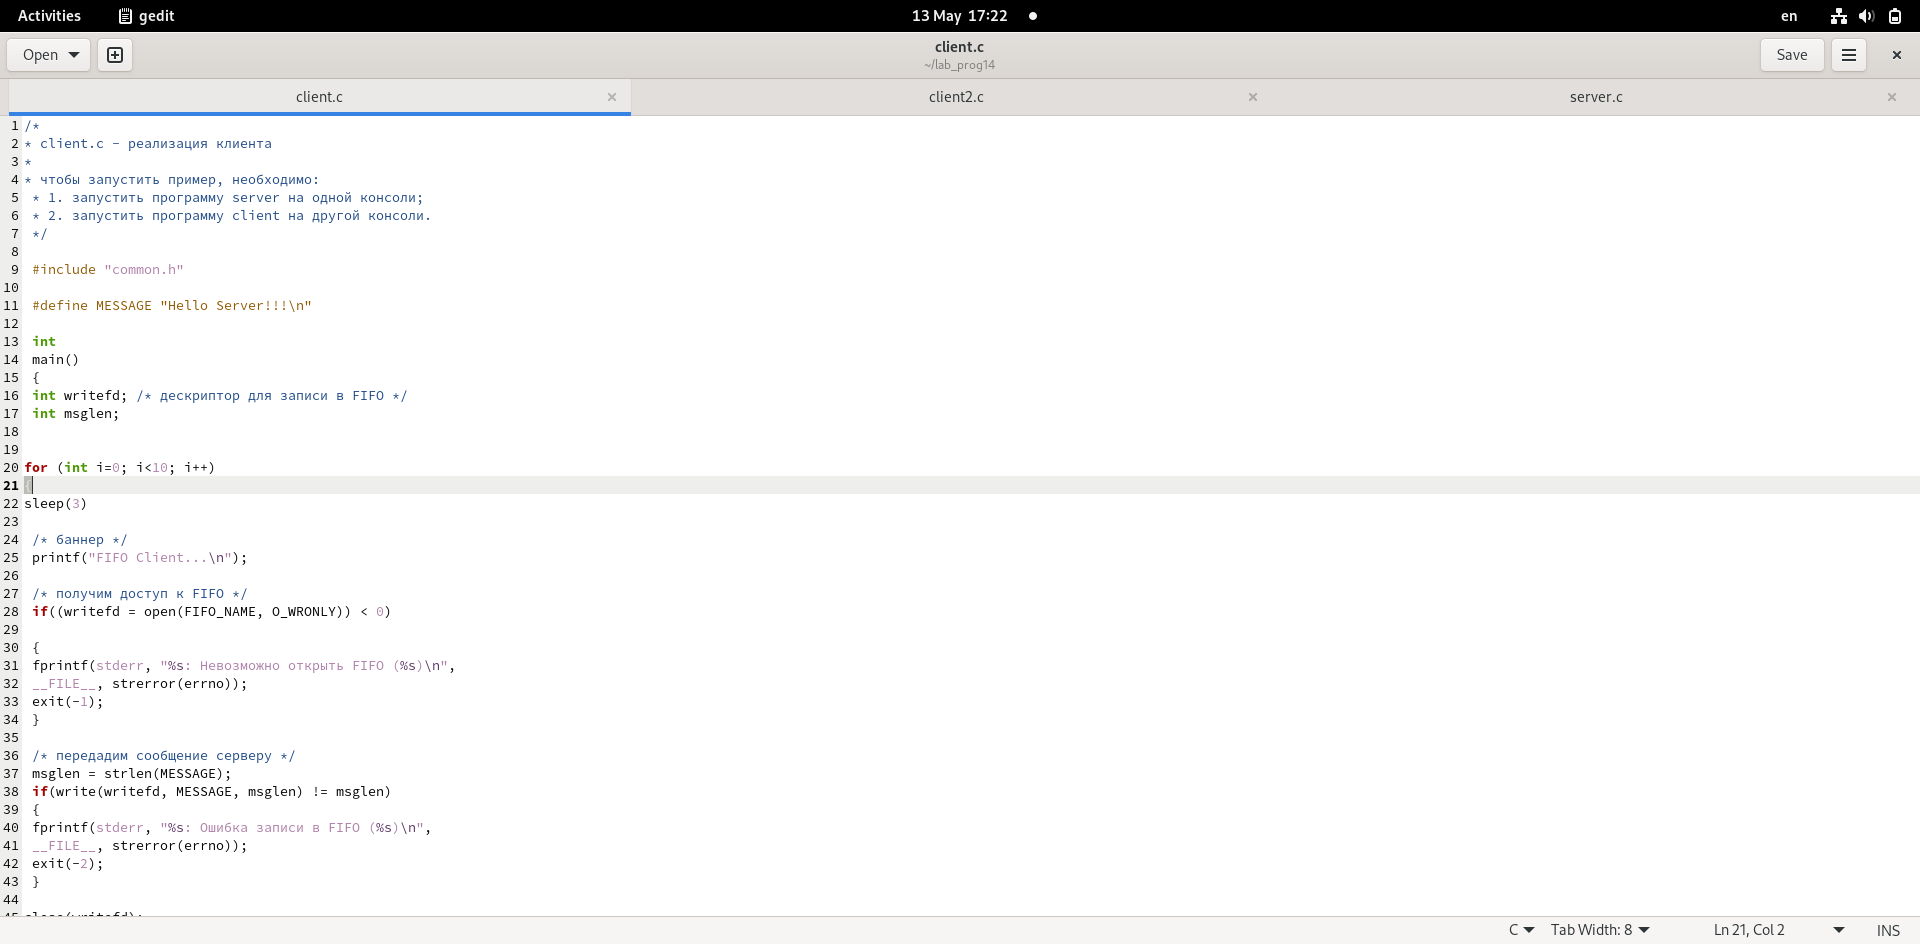 Activities gedit 13 May 17:22 en
Open client.c Save
~/lab_prog14
client.c client2.c server.c
1 /*
2 * client.c - реализация клиента
3 *
4 * чтобы запустить пример, необходимо:
5 * 1. запустить программу server на одной консоли;
6 * 2. запустить программу client на другой консоли.
7 */
8
9 #include "common.h"
10
11 #define MESSAGE "Hello Server!!!\n"
12
13 int
14 main()
15 {
16 int writefd; /* дескриптор для записи в FIFO */
17 int msglen;
18
19
20 for (int i=0; i<10; i++)
21 {
22 sleep(3)
23
24 /* баннер */
25 printf("FIFO Client...\n");
26
27 /* получим доступ к FIFO */
28 if((writefd = open(FIFO_NAME, O_WRONLY)) < 0)
29
30 {
31 fprintf(stderr, "%s: Невозможно открыть FIFO (%s)\n",
32 __FILE__, strerror(errno));
33 exit(-1);
34 }
35
36 /* передадим сообщение серверу */
37 msglen = strlen(MESSAGE);
38 if(write(writefd, MESSAGE, msglen) != msglen)
39 {
40 fprintf(stderr, "%s: Ошибка записи в FIFO (%s)\n",
41 __FILE__, strerror(errno));
42 exit(-2);
43 }
44
45 close(writefd);
C Tab Width: 8 Ln 21, Col 2 INS